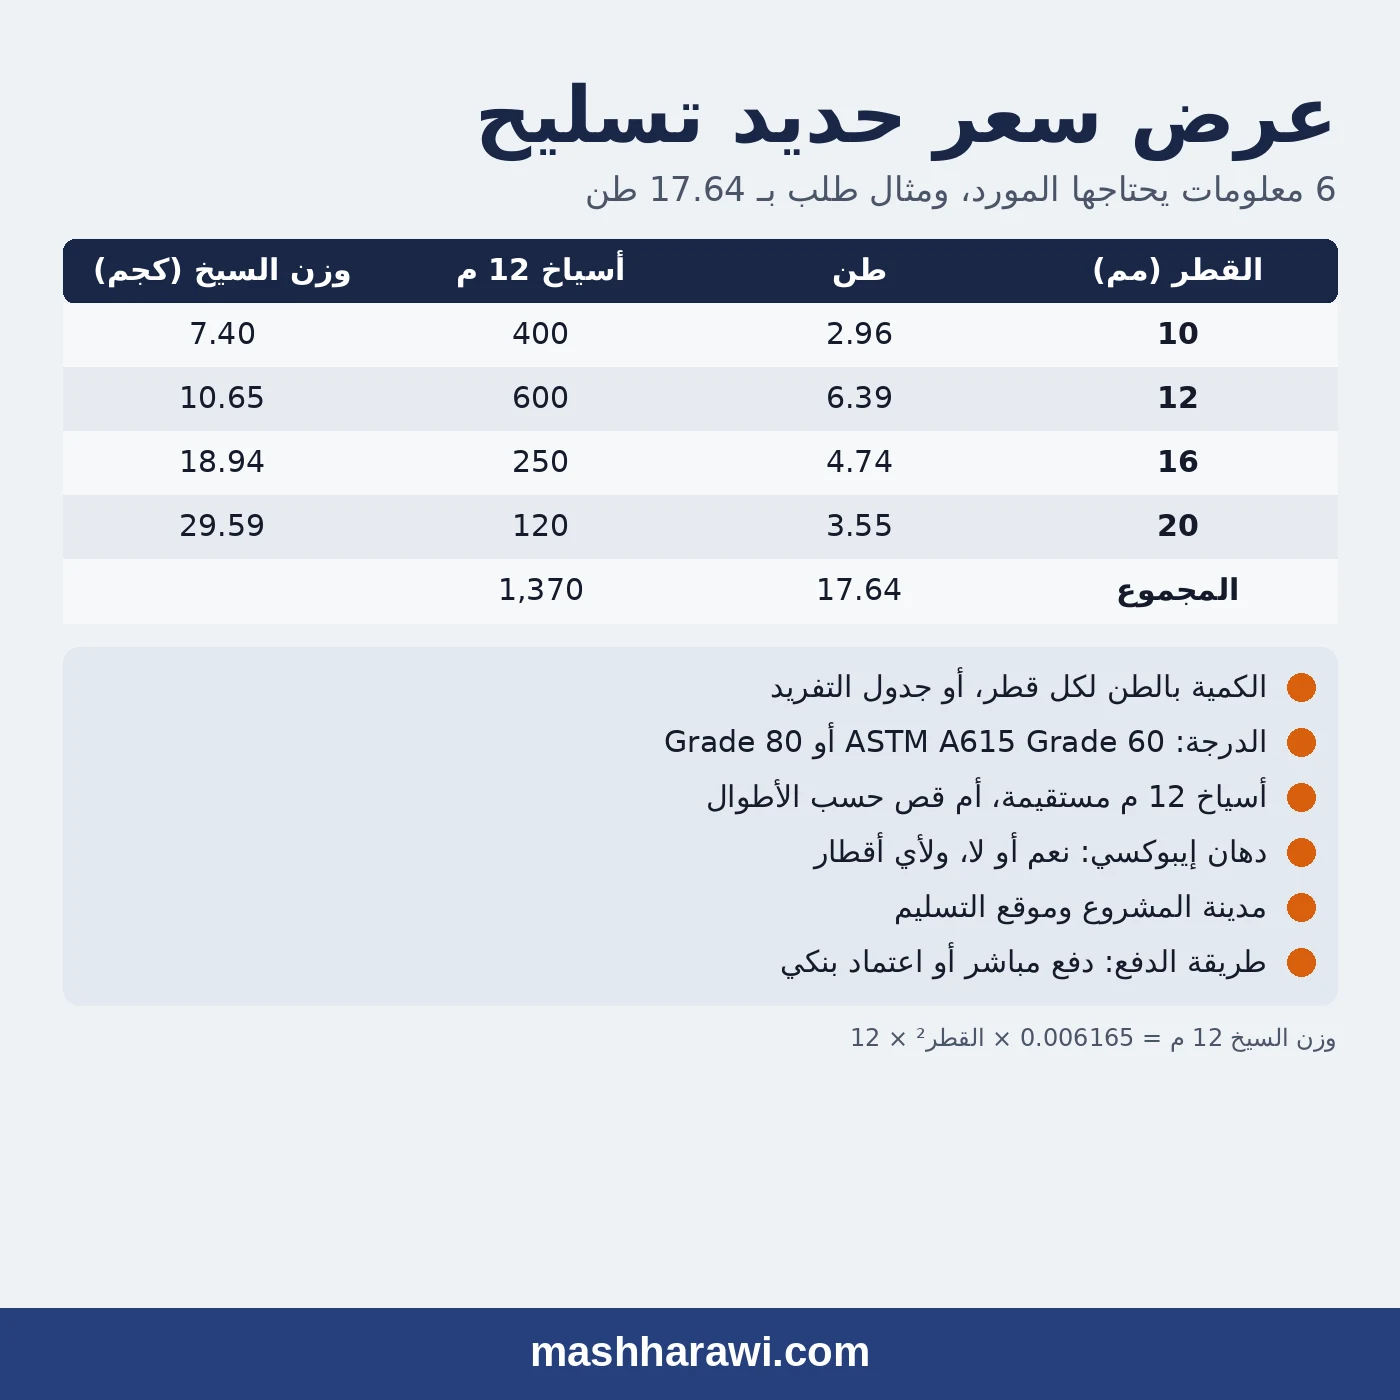 عرض سعر حديد تسليح
6 معلومات يحتاجها المورد، ومثال طلب بـ 17.64 طن
القطر (مم) طن أسياخ 12 م وزن السيخ (كجم)
10 2.96 400 7.40
12 6.39 600 10.65
16 4.74 250 18.94
20 3.55 120 29.59
المجموع 17.64 1,370
الكمية بالطن لكل قطر، أو جدول التفريد
الدرجة: ASTM A615 Grade 60 أو Grade 80
أسياخ 12 م مستقيمة، أم قص حسب الأطوال
دهان إيبوكسي: نعم أو لا، ولأي أقطار
مدينة المشروع وموقع التسليم
طريقة الدفع: دفع مباشر أو اعتماد بنكي
وزن السيخ 12 م = 0.006165 × القطر² × 12
mashharawi.com